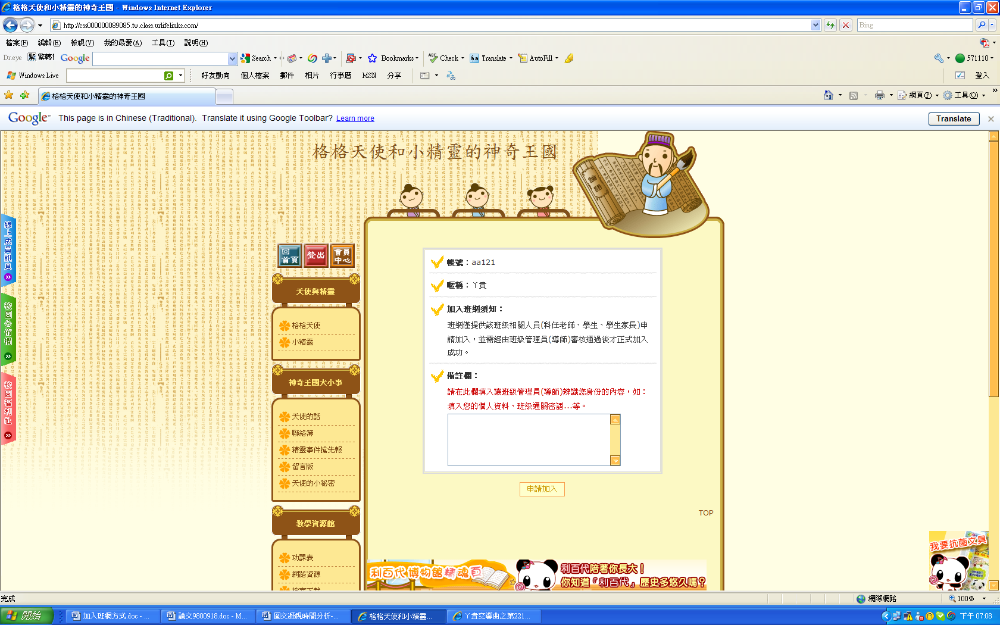 格格天使和小精靈的神奇王國 - Windows Internet Explorer
http://css000000089085.tw.class.urlifelinks.com/
Bing
檔案(F) 編輯(E) 檢視(V) 我的最愛(A) 工具(T) 說明(H)
Dr.eye 繁 繁轉 Google Search Bookmarks Check Translate AutoFill 571110
Windows Live 好友動向 個人檔案 郵件 相片 行事曆 MSN 分享 登入
格格天使和小精靈的神奇王國 網頁(P) 工具(O)
Google This page is in Chinese (Traditional). Translate it using Google Toolbar? Learn more Translate
格格天使和小精靈的神奇王國
論語
線上成員訊息
校園公佈欄
校園福利社
回首頁 登出 會員中心
天使與精靈
格格天使
小精靈
神奇王國大小事
天使的話
聯絡簿
精靈事件搶先報
留言版
天使的小祕密
教學資源館
功課表
網路資源
檔案下載
帳號：aa121
暱稱：ㄚ貴
加入班網須知：
班網僅提供該班級相關人員(科任老師、學生、學生家長)申
請加入，並需經由班級管理員(導師)審核通過後才正式加入
成功。
備註欄：
請在此欄填入讓班級管理員(導師)辨識您身份的內容，如：
填入您的個人資料、班級通關密語...等。
申請加入
TOP
利百代博物館精魂頁
利百代陪著你長大！
你知道『利百代』歷史多悠久嗎？
我要抗菌文具
完成 網際網路 100%
開始 加入班網方式.doc - ... 論文9800918.doc - M... 圖文凝視時間分析-... 格格天使和小精靈... ㄚ貴交響曲之第221... 下午 07:08